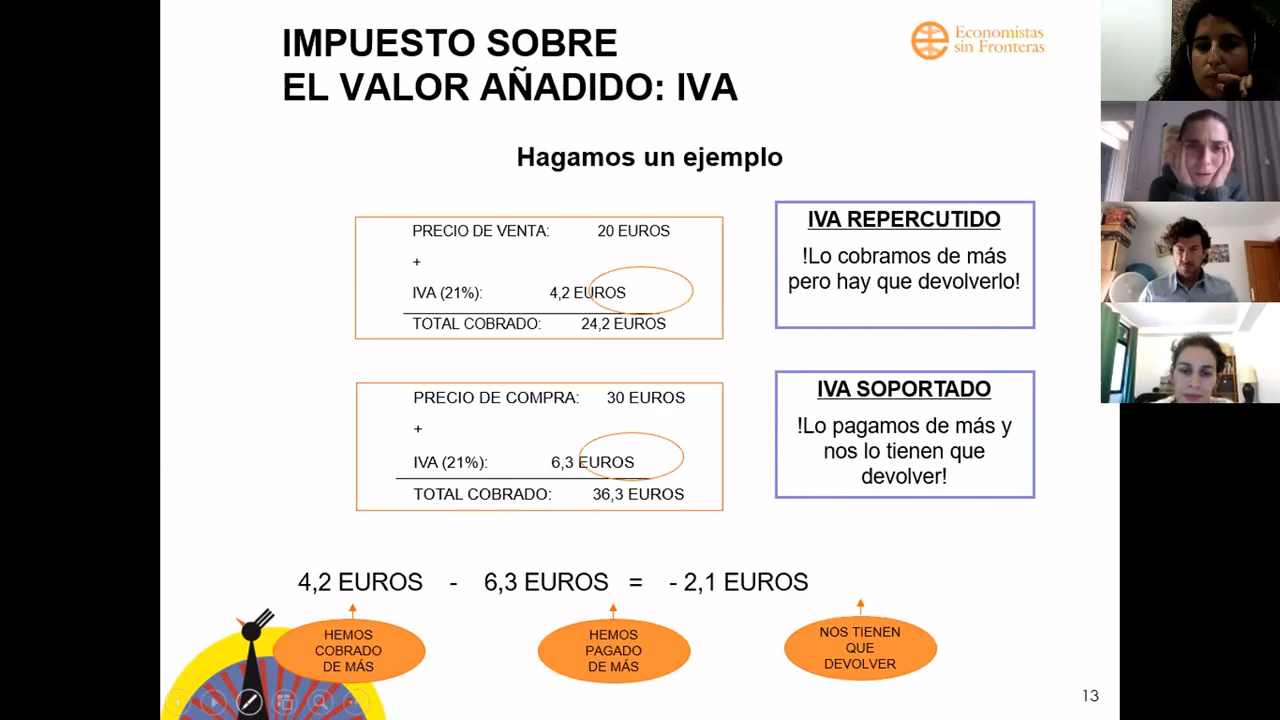 IMPUESTO SOBRE
EL VALOR AÑADIDO: IVA
Economistas
sin Fronteras
Hagamos un ejemplo
PRECIO DE VENTA: 20 EUROS
+
IVA (21%): 4,2 EUROS
TOTAL COBRADO: 24,2 EUROS
IVA REPERCUTIDO
!Lo cobramos de más
pero hay que devolverlo!
PRECIO DE COMPRA: 30 EUROS
+
IVA (21%): 6,3 EUROS
TOTAL COBRADO: 36,3 EUROS
IVA SOPORTADO
!Lo pagamos de más y
nos lo tienen que
devolver!
4,2 EUROS - 6,3 EUROS = - 2,1 EUROS
HEMOS
COBRADO
DE MÁS
HEMOS
PAGADO
DE MÁS
NOS TIENEN
QUE
DEVOLVER
13